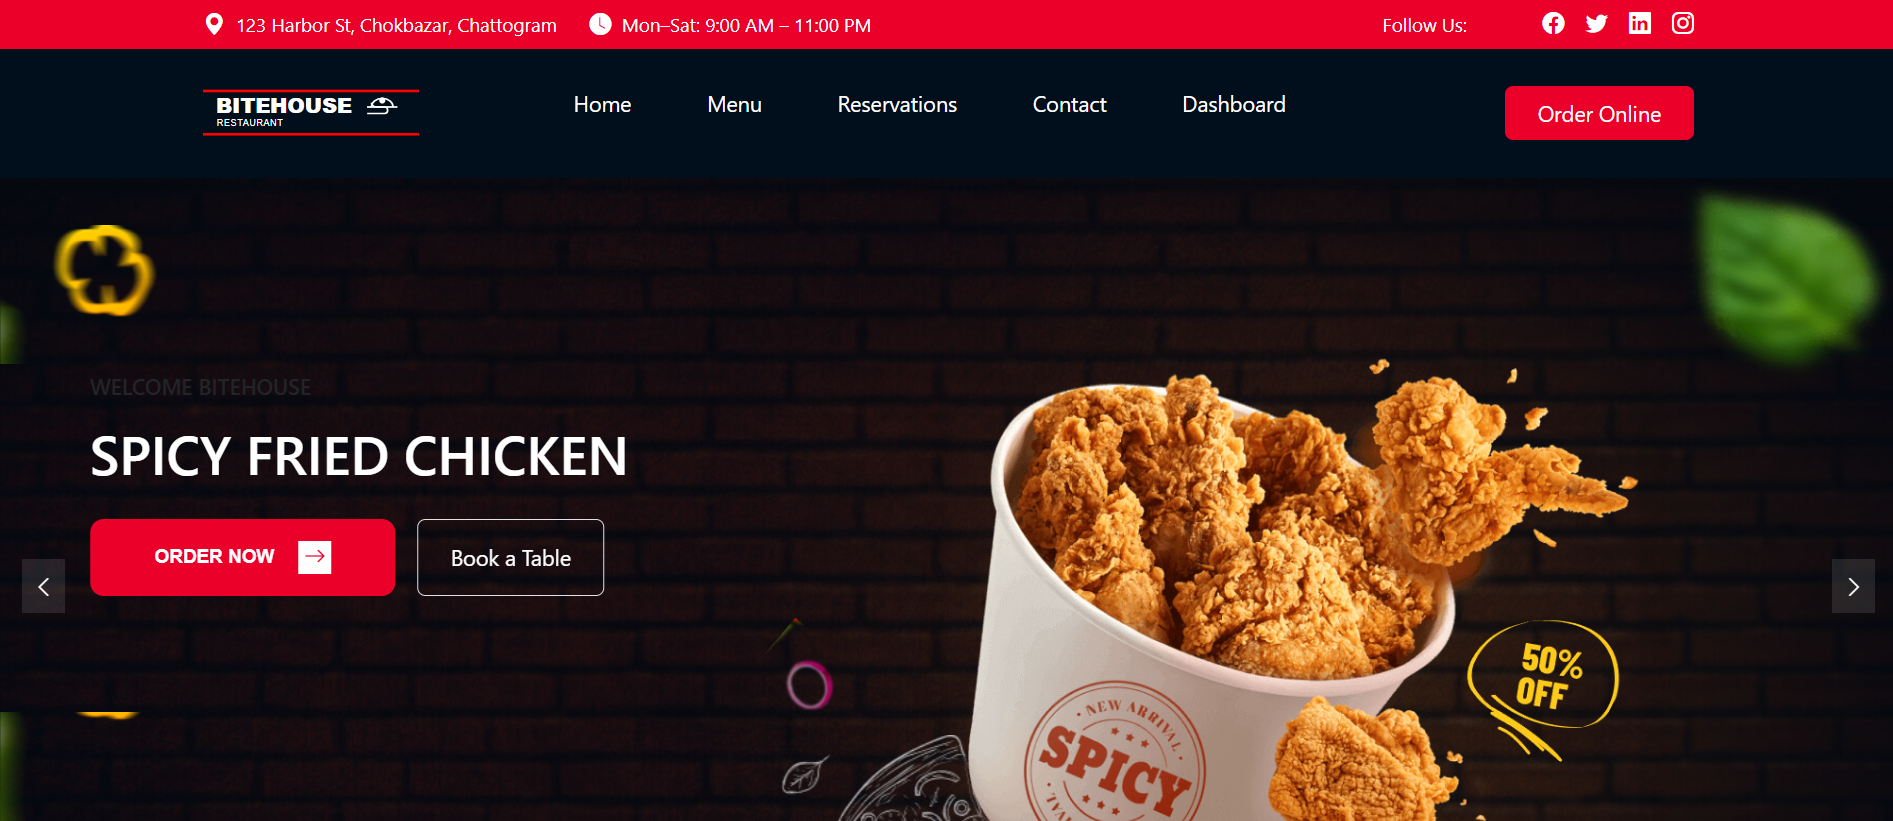 123 Harbor St, Chokbazar, Chattogram
Mon–Sat: 9:00 AM – 11:00 PM
Follow Us:
BITEHOUSE
RESTAURANT
Home
Menu
Reservations
Contact
Dashboard
Order Online
WELCOME BITEHOUSE
SPICY FRIED CHICKEN
ORDER NOW
Book a Table
50%
OFF
• NEW ARRIVAL •
SPICY